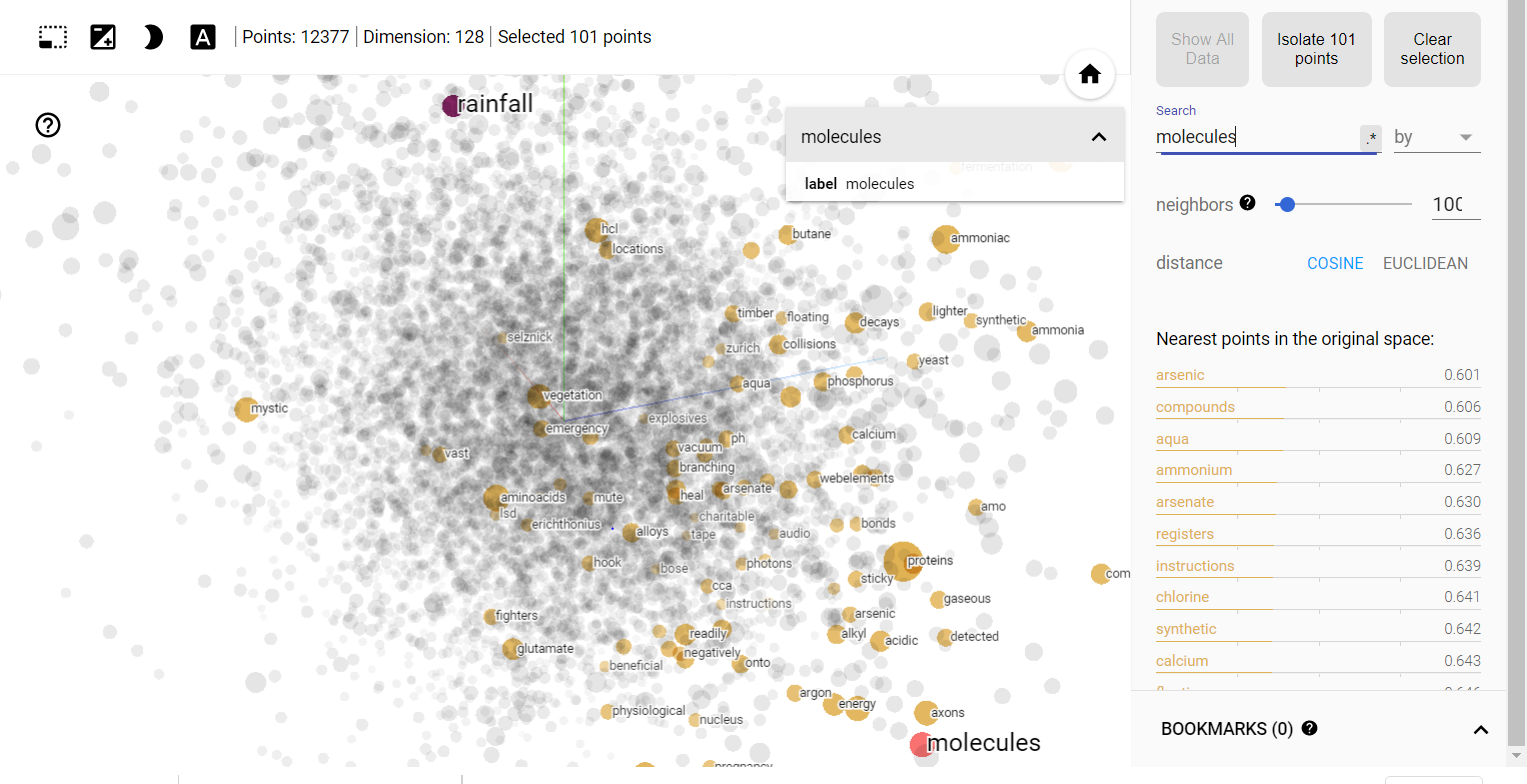 A Points: 12377 Dimension: 128 Selected 101 points
Show All Data
Isolate 101 points
Clear selection
?
rainfall
Search
molecules
.*
by
molecules
label molecules
fermentation
neighbors ? 100
distance COSINE EUCLIDEAN
Nearest points in the original space:
arsenic 0.601
compounds 0.606
aqua 0.609
ammonium 0.627
arsenate 0.630
registers 0.636
instructions 0.639
chlorine 0.641
synthetic 0.642
calcium 0.643
BOOKMARKS (0) ?
hcl
butane
ammoniac
locations
timber
floating
decays
lighter
synthetic
ammonia
selznick
zurich
collisions
yeast
aqua
phosphorus
vegetation
mystic
explosives
emergency
ph
calcium
vacuum
vast
branching
webelements
aminoacids
mute
heal
arsenate
amo
lsd
erichthonius
charitable
bonds
alloys
tape
audio
hook
bose
photons
proteins
com
cca
sticky
instructions
gaseous
fighters
arsenic
readily
alkyl
acidic
detected
glutamate
negatively
beneficial
onto
argon
energy
physiological
nucleus
axons
molecules
pregnancy